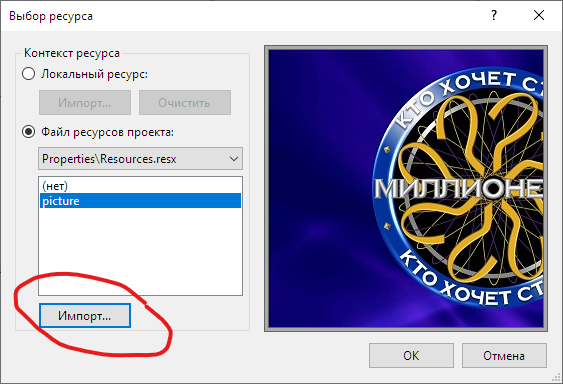 Выбор ресурса
Контекст ресурса
Локальный ресурс:
Импорт...
Очистить
Файл ресурсов проекта:
Properties\Resources.resx
(нет)
picture
Импорт...
КТО ХОЧЕТ СТ
МИЛЛИОНЕ
КТО ХОЧЕТ СТ
OK
Отмена